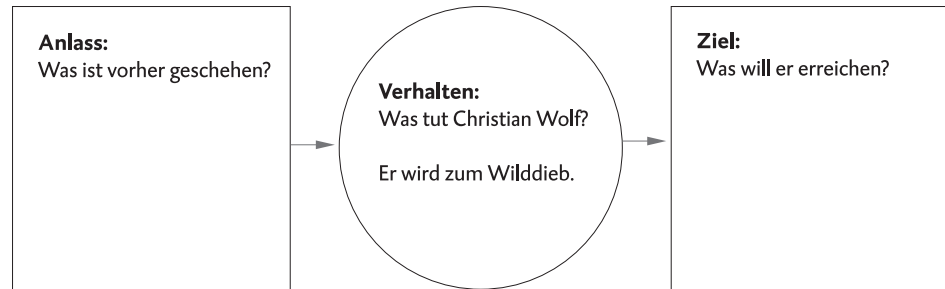 Anlass:
Was ist vorher geschehen?
Verhalten:
Was tut Christian Wolf?
Er wird zum Wilddieb.
Ziel:
Was will er erreichen?